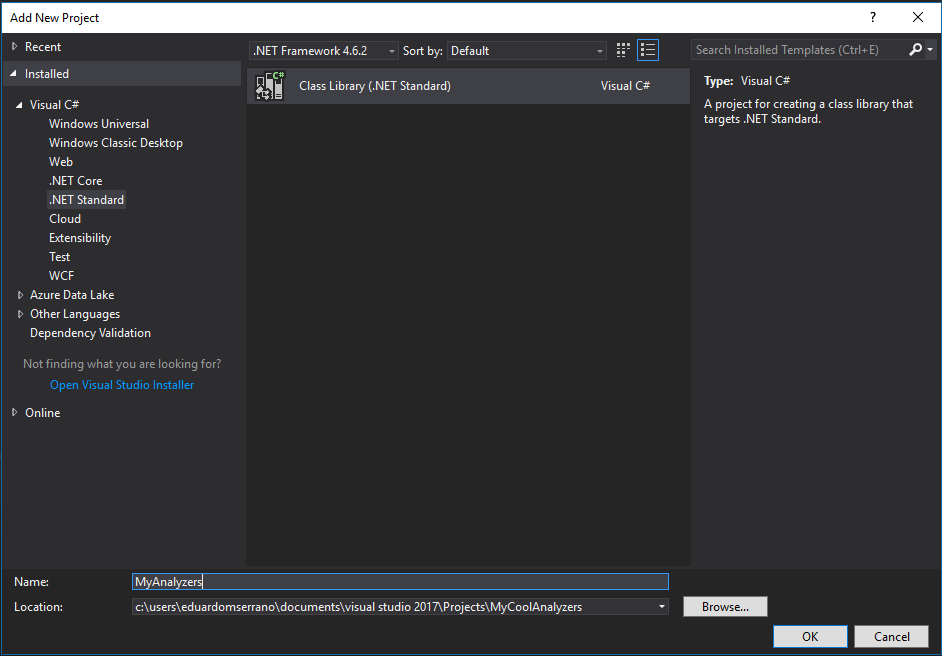 Add New Project
?
Recent
.NET Framework 4.6.2
Sort by:
Default
Search Installed Templates (Ctrl+E)
Installed
C#
Class Library (.NET Standard)
Visual C#
Type: Visual C#
A project for creating a class library that
targets .NET Standard.
Visual C#
Windows Universal
Windows Classic Desktop
Web
.NET Core
.NET Standard
Cloud
Extensibility
Test
WCF
Azure Data Lake
Other Languages
Dependency Validation
Not finding what you are looking for?
Open Visual Studio Installer
Online
Name:
MyAnalyzers
Location:
c:\users\eduardomserrano\documents\visual studio 2017\Projects\MyCoolAnalyzers
Browse...
OK
Cancel